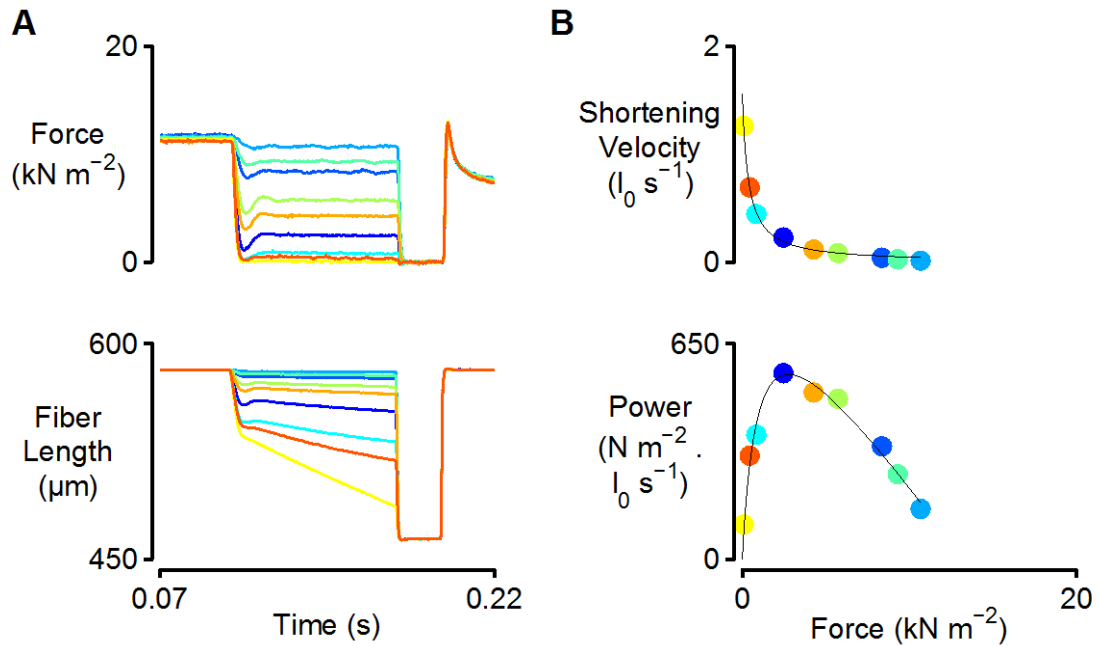 A
20
Force
(kN m⁻²)
0
600
Fiber
Length
(µm)
450
0.07
0.22
Time (s)
B
2
Shortening
Velocity
(l₀ s⁻¹)
0
650
Power
(N m⁻² .
l₀ s⁻¹)
0
0
20
Force (kN m⁻²)